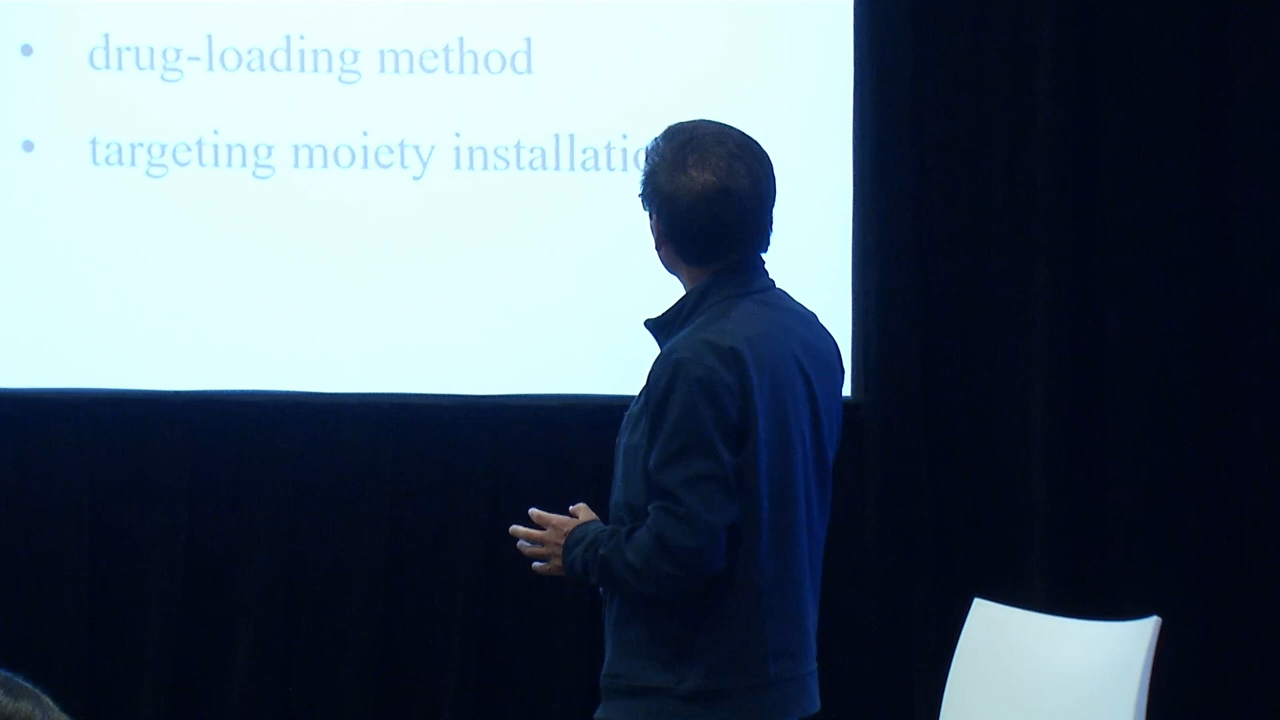 • drug-loading method
• targeting moiety installatio